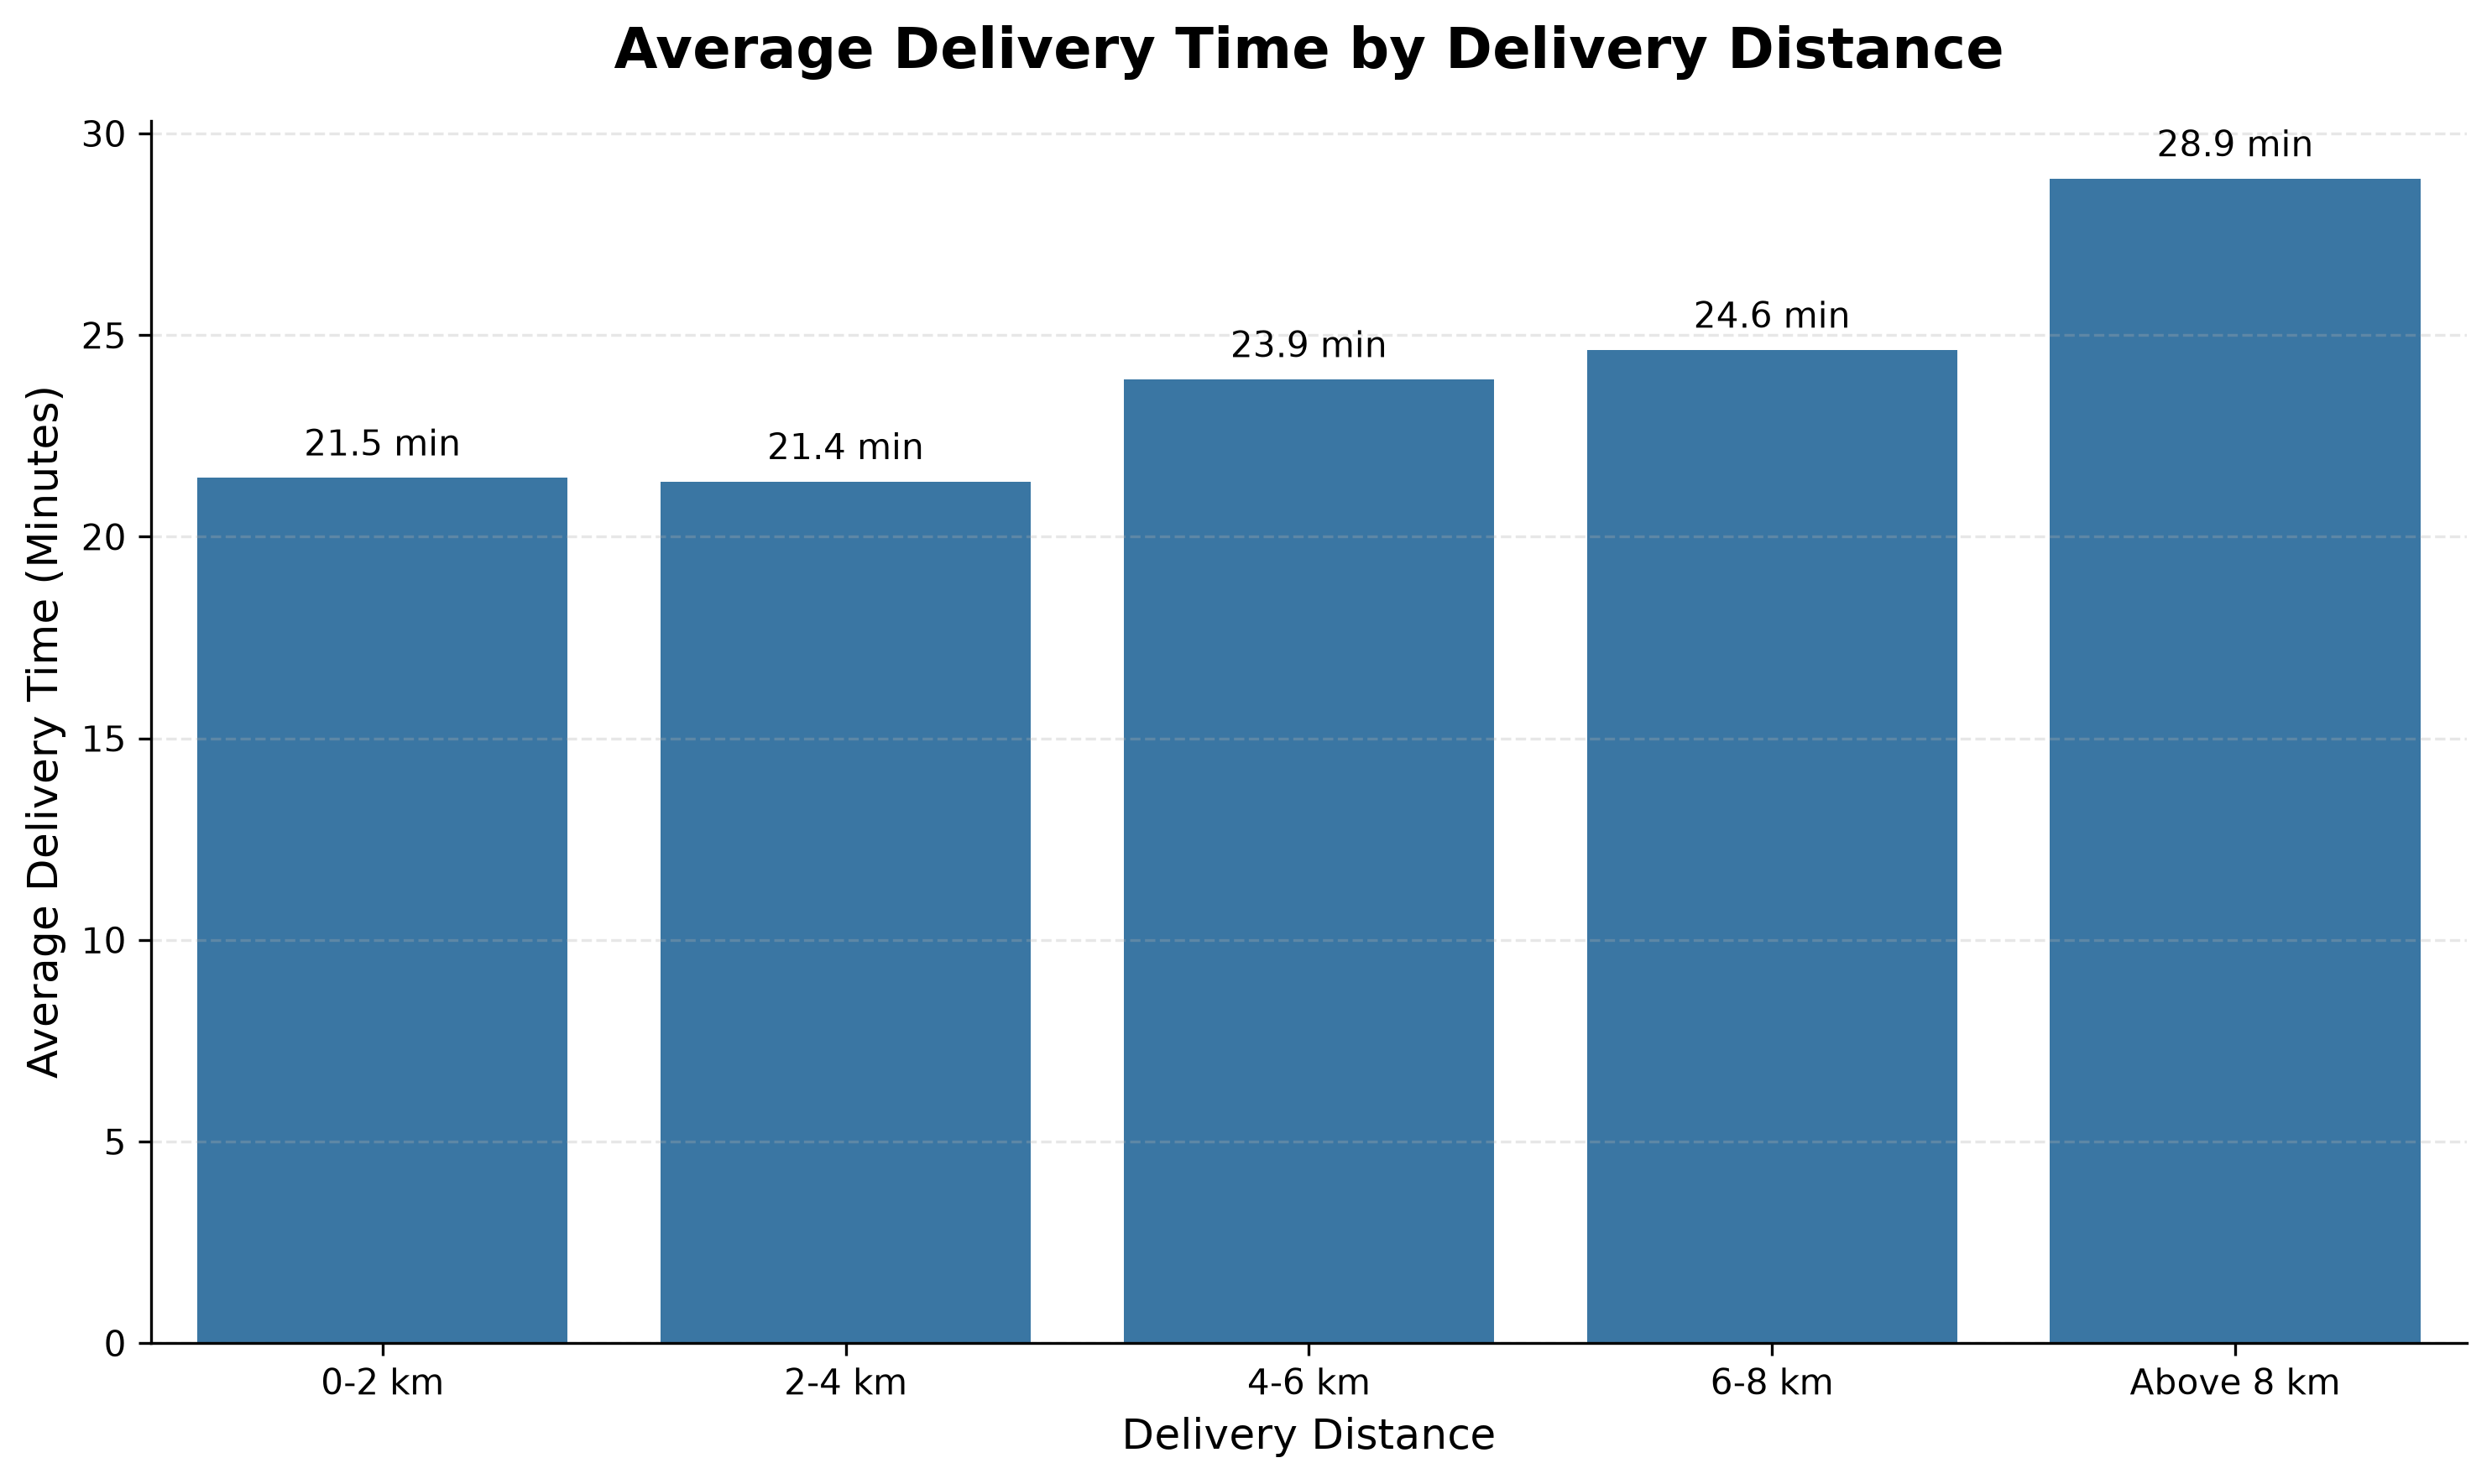 Average Delivery Time by Delivery Distance
Average Delivery Time (Minutes)
30
25
20
15
10
5
0
21.5 min
21.4 min
23.9 min
24.6 min
28.9 min
0-2 km
2-4 km
4-6 km
6-8 km
Above 8 km
Delivery Distance